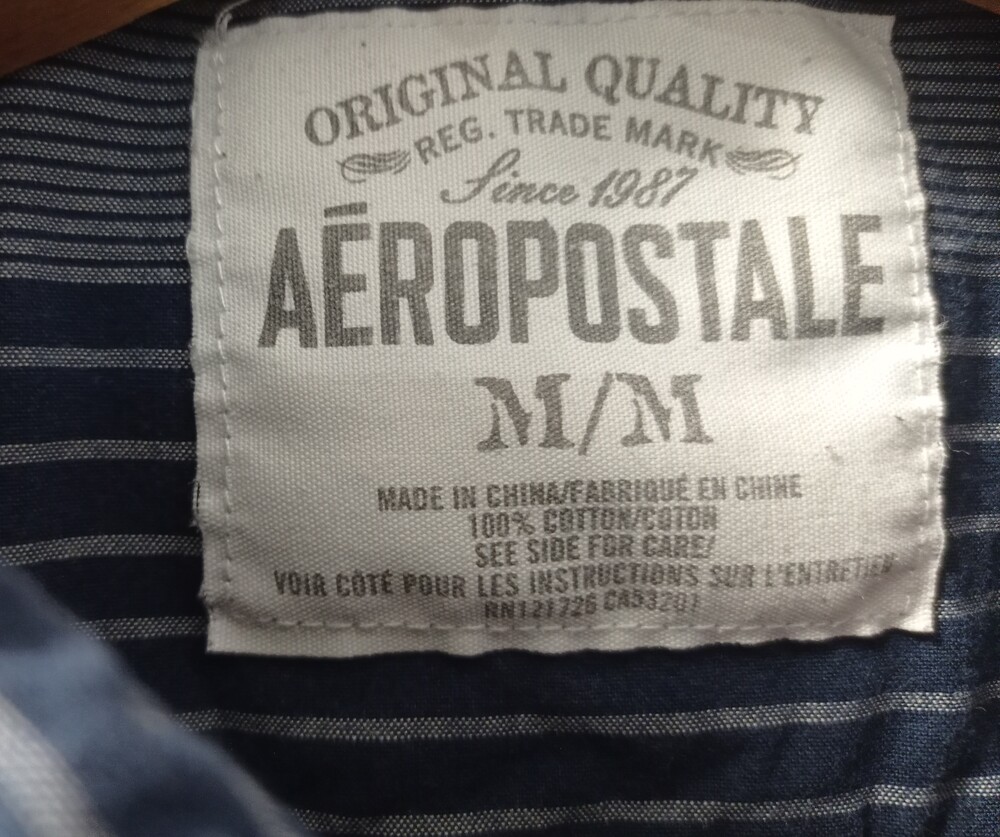 ORIGINAL QUALITY
REG. TRADE MARK
Since 1987
AÉROPOSTALE
M/M
MADE IN CHINA/FABRIQUÉ EN CHINE
100% COTTON/COTON
SEE SIDE FOR CARE/
VOIR CÔTÉ POUR LES INSTRUCTIONS SUR L'ENTRETIEN
RN121726 CA53201